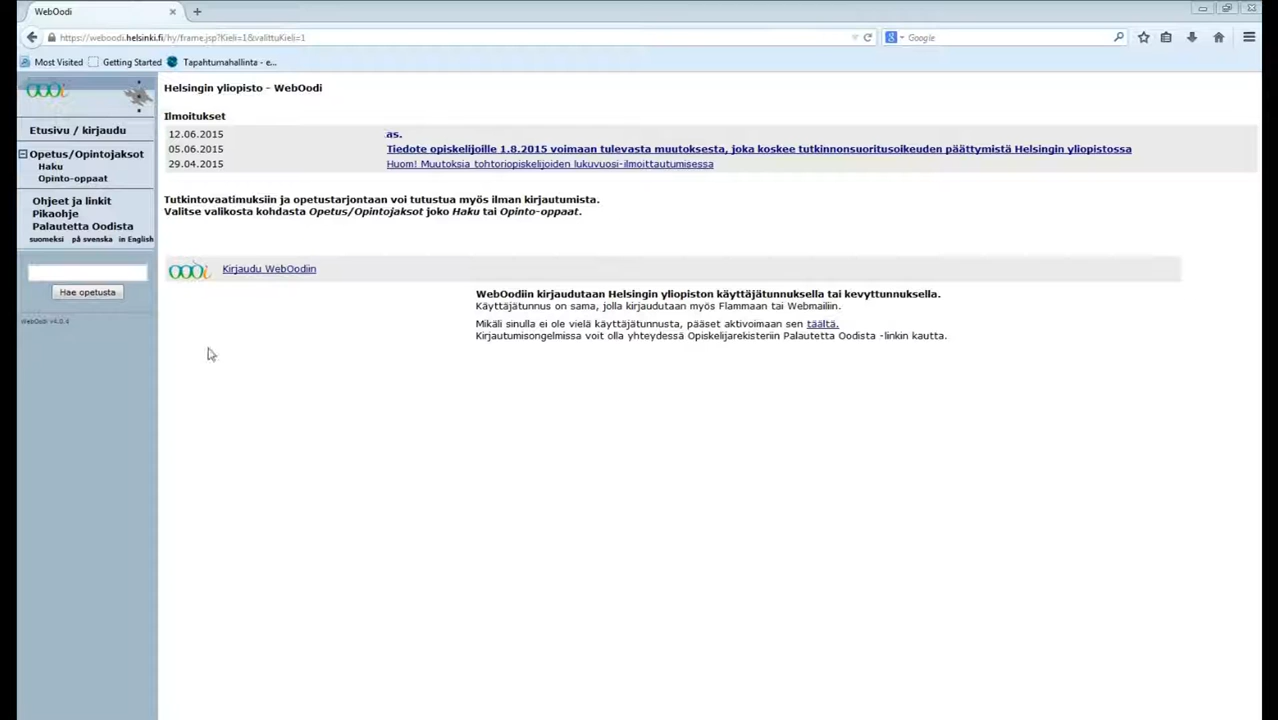 WebOodi
https://weboodi.helsinki.fi/hy/frame.jsp?Kieli=1&valittuKieli=1
Google
Most Visited Getting Started Tapahtumahallinta - e...
oooi
Etusivu / kirjaudu
Opetus/Opintojaksot
Haku
Opinto-oppaat
Ohjeet ja linkit
Pikaohje
Palautetta Oodista
suomeksi på svenska in English
Hae opetusta
WebOodi v4.0.4
Helsingin yliopisto - WebOodi
Ilmoitukset
12.06.2015 as.
05.06.2015 Tiedote opiskelijoille 1.8.2015 voimaan tulevasta muutoksesta, joka koskee tutkinnonsuoritusoikeuden päättymistä Helsingin yliopistossa
29.04.2015 Huom! Muutoksia tohtoriopiskelijoiden lukuvuosi-ilmoittautumisessa
Tutkintovaatimuksiin ja opetustarjontaan voi tutustua myös ilman kirjautumista.
Valitse valikosta kohdasta Opetus/Opintojaksot joko Haku tai Opinto-oppaat.
oooi Kirjaudu WebOodiin
WebOodiin kirjaudutaan Helsingin yliopiston käyttäjätunnuksella tai kevyttunnuksella.
Käyttäjätunnus on sama, jolla kirjaudutaan myös Flammaan tai Webmailiin.
Mikäli sinulla ei ole vielä käyttäjätunnusta, pääset aktivoimaan sen täältä.
Kirjautumisongelmissa voit olla yhteydessä Opiskelijarekisteriin Palautetta Oodista -linkin kautta.